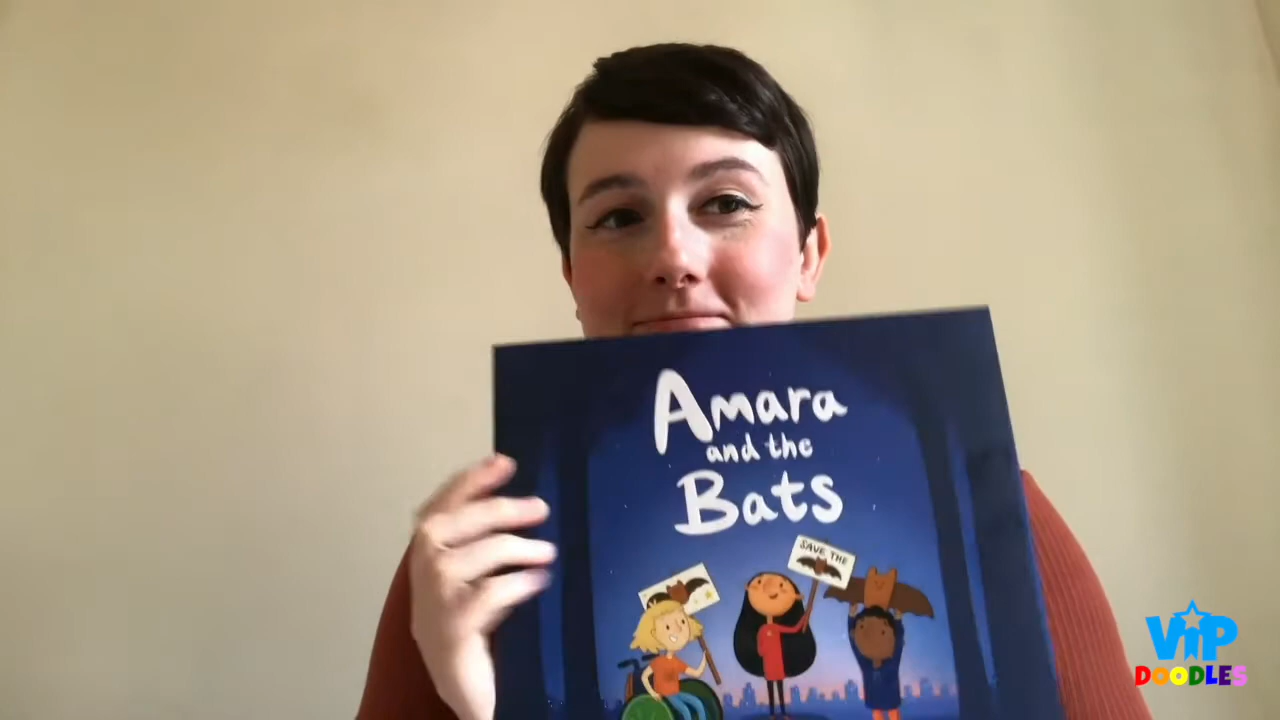 Amara
and the
Bats
SAVE THE
ViP
DOODLES